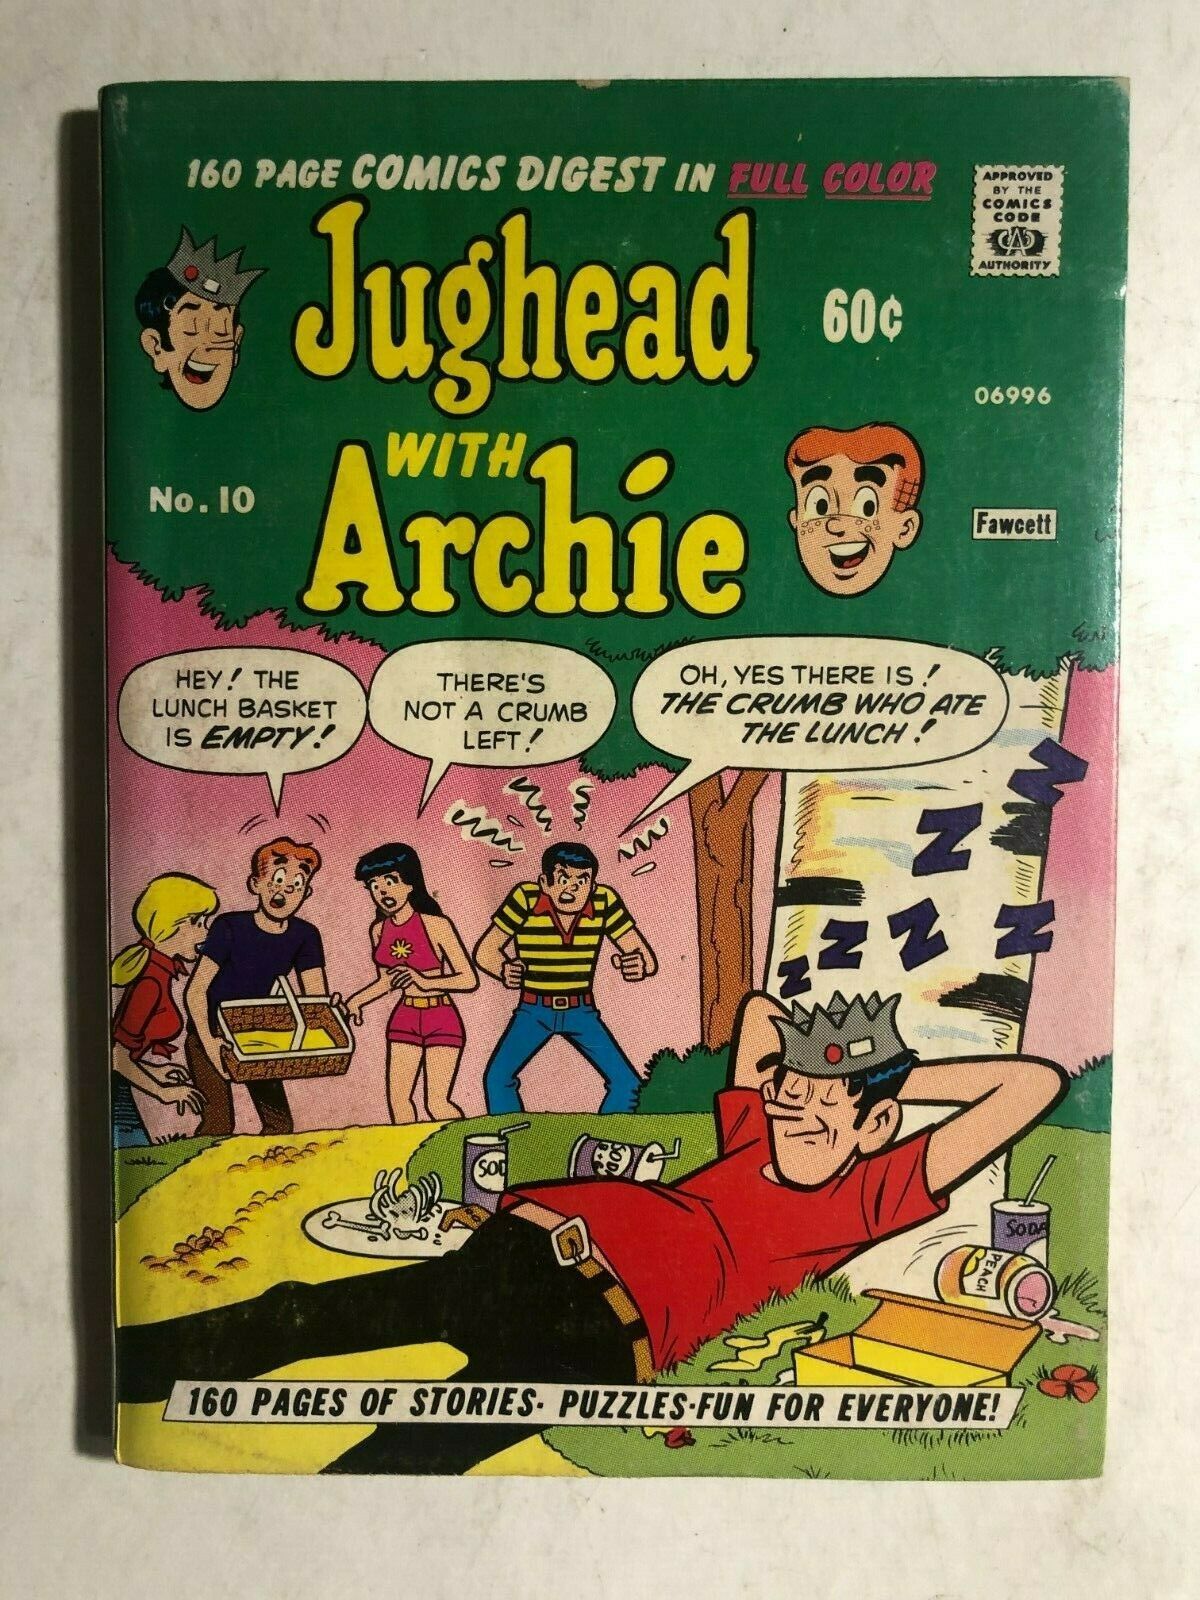 160 PAGE COMICS DIGEST IN FULL COLOR
APPROVED
BY THE
COMICS
CODE
CA
AUTHORITY
Jughead
60¢
06996
WITH
No. 10
Archie
Fawcett
HEY! THE
LUNCH BASKET
IS EMPTY!
THERE'S
NOT A CRUMB
LEFT!
OH, YES THERE IS!
THE CRUMB WHO ATE
THE LUNCH!
Z
Z
Z
Z
Z
Z
Z
SOD
SODA
SODA
PEACH
160 PAGES OF STORIES· PUZZLES·FUN FOR EVERYONE!